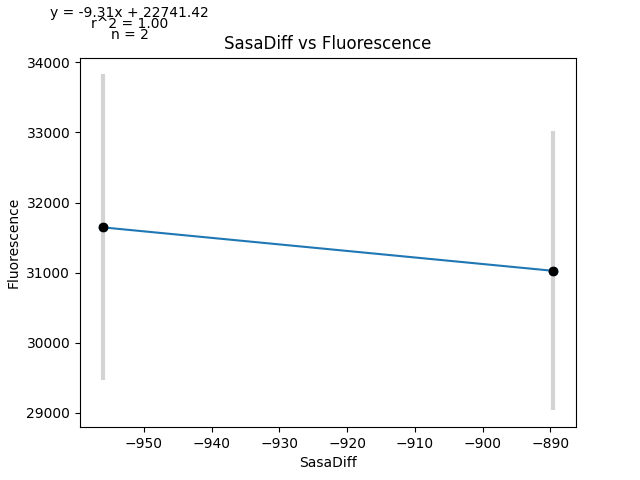 y = -9.31x + 22741.42
r^2 = 1.00
n = 2
SasaDiff vs Fluorescence
34000
33000
32000
31000
30000
29000
Fluorescence
−950
−940
−930
−920
−910
−900
−890
SasaDiff